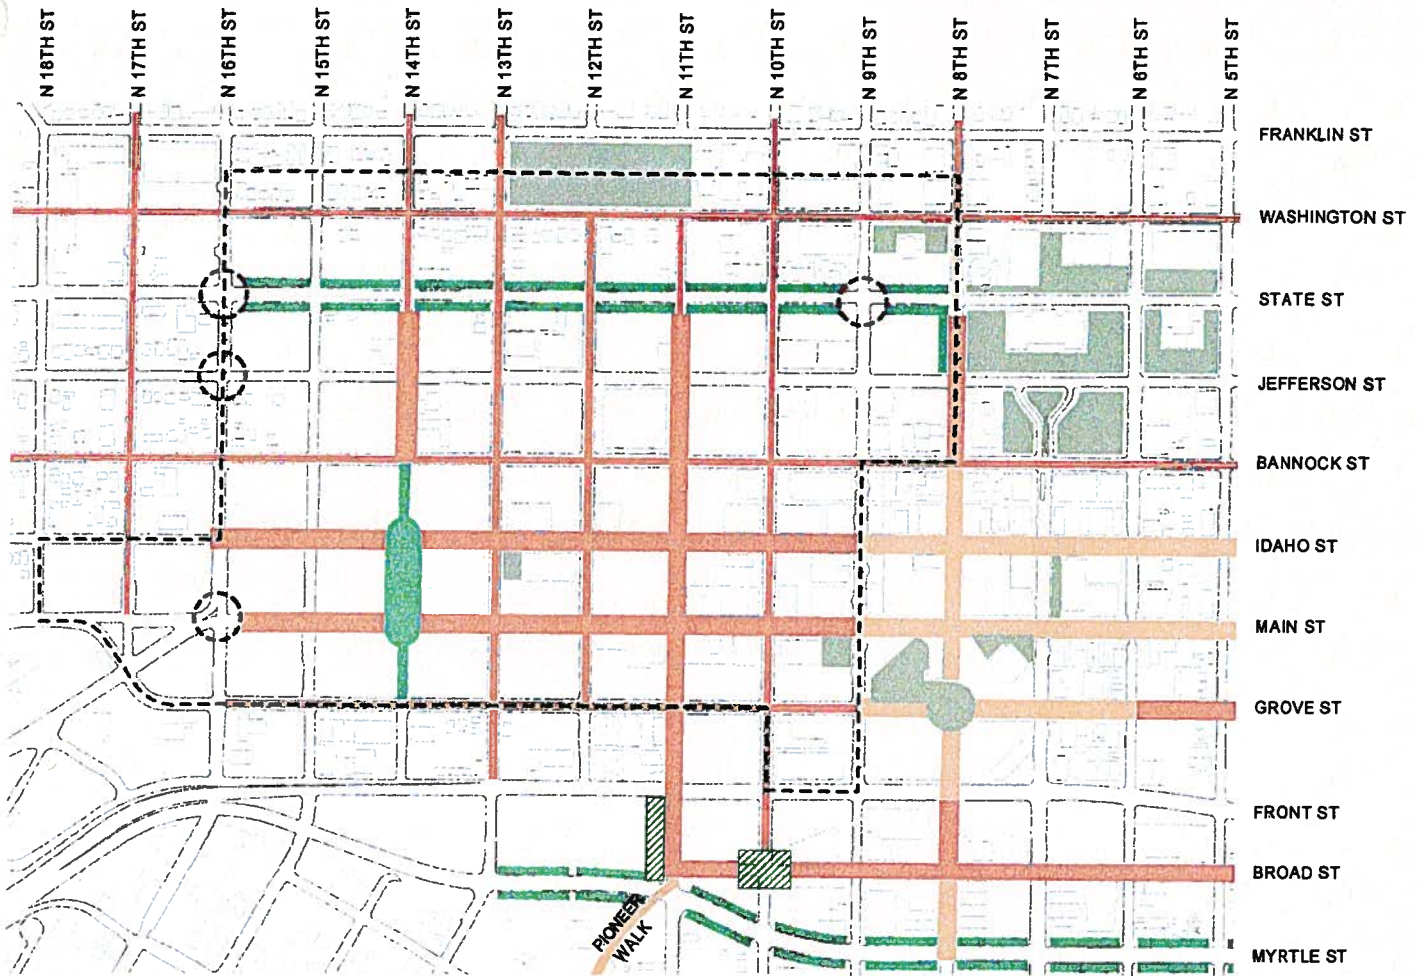 N 18TH ST
N 17TH ST
N 16TH ST
N 15TH ST
N 14TH ST
N 13TH ST
N 12TH ST
N 11TH ST
N 10TH ST
N 9TH ST
N 8TH ST
N 7TH ST
N 6TH ST
N 5TH ST
FRANKLIN ST
WASHINGTON ST
STATE ST
JEFFERSON ST
BANNOCK ST
IDAHO ST
MAIN ST
GROVE ST
FRONT ST
BROAD ST
PIONEER
WALK
MYRTLE ST